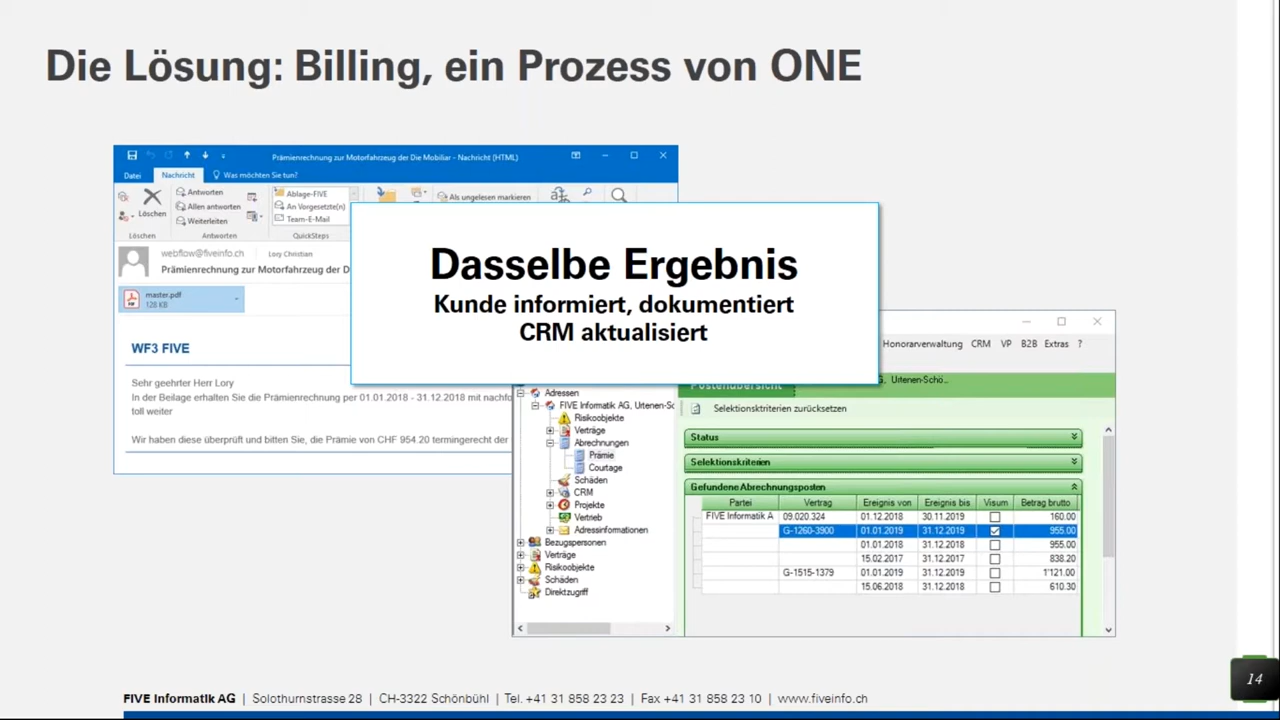 Die Lösung: Billing, ein Prozess von ONE
Prämienrechnung zur Motorfahrzeug der Die Mobiliar - Nachricht (HTML)
Datei Nachricht Was möchten Sie tun?
Löschen
Antworten
Allen antworten
Weiterleiten
Ablage-FIVE
An Vorgesetzte(n)
Team-E-Mail
Als ungelesen markieren
Löschen Antworten QuickSteps
webflow@fiveinfo.ch Lory Christian
Prämienrechnung zur Motorfahrzeug der D
master.pdf
128 KB
WF3 FIVE
Sehr geehrter Herr Lory
In der Beilage erhalten Sie die Prämienrechnung per 01.01.2018 - 31.12.2018 mit nachfo
toll weiter
Wir haben diese überprüft und bitten Sie, die Prämie von CHF 954.20 termingerecht der
Dasselbe Ergebnis
Kunde informiert, dokumentiert
CRM aktualisiert
Honorarverwaltung CRM VP B2B Extras ?
Postenübersicht
G, Urtenen-Schö...
Selektionsktriterien zurücksetzen
Adressen
FIVE Informatik AG, Urtenen-Sc
Risikoobjekte
Verträge
Abrechnungen
Prämie
Courtage
Schäden
CRM
Projekte
Vertrieb
Adressinformationen
Bezugspersonen
Verträge
Risikoobjekte
Schäden
Direktzugriff
Status
Selektionskriterien
Gefundene Abrechnungsposten
Partei Vertrag Ereignis von Ereignis bis Visum Betrag brutto
FIVE Informatik A 09.020.324 01.12.2018 30.11.2019 160.00
G-1260-3900 01.01.2019 31.12.2019 955.00
01.01.2018 31.12.2018 955.00
15.02.2017 31.12.2017 838.20
G-1515-1379 01.01.2019 31.12.2019 1'121.00
15.06.2018 31.12.2018 610.30
FIVE Informatik AG | Solothurnstrasse 28 | CH-3322 Schönbühl | Tel. +41 31 858 23 23 | Fax +41 31 858 23 10 | www.fiveinfo.ch
14